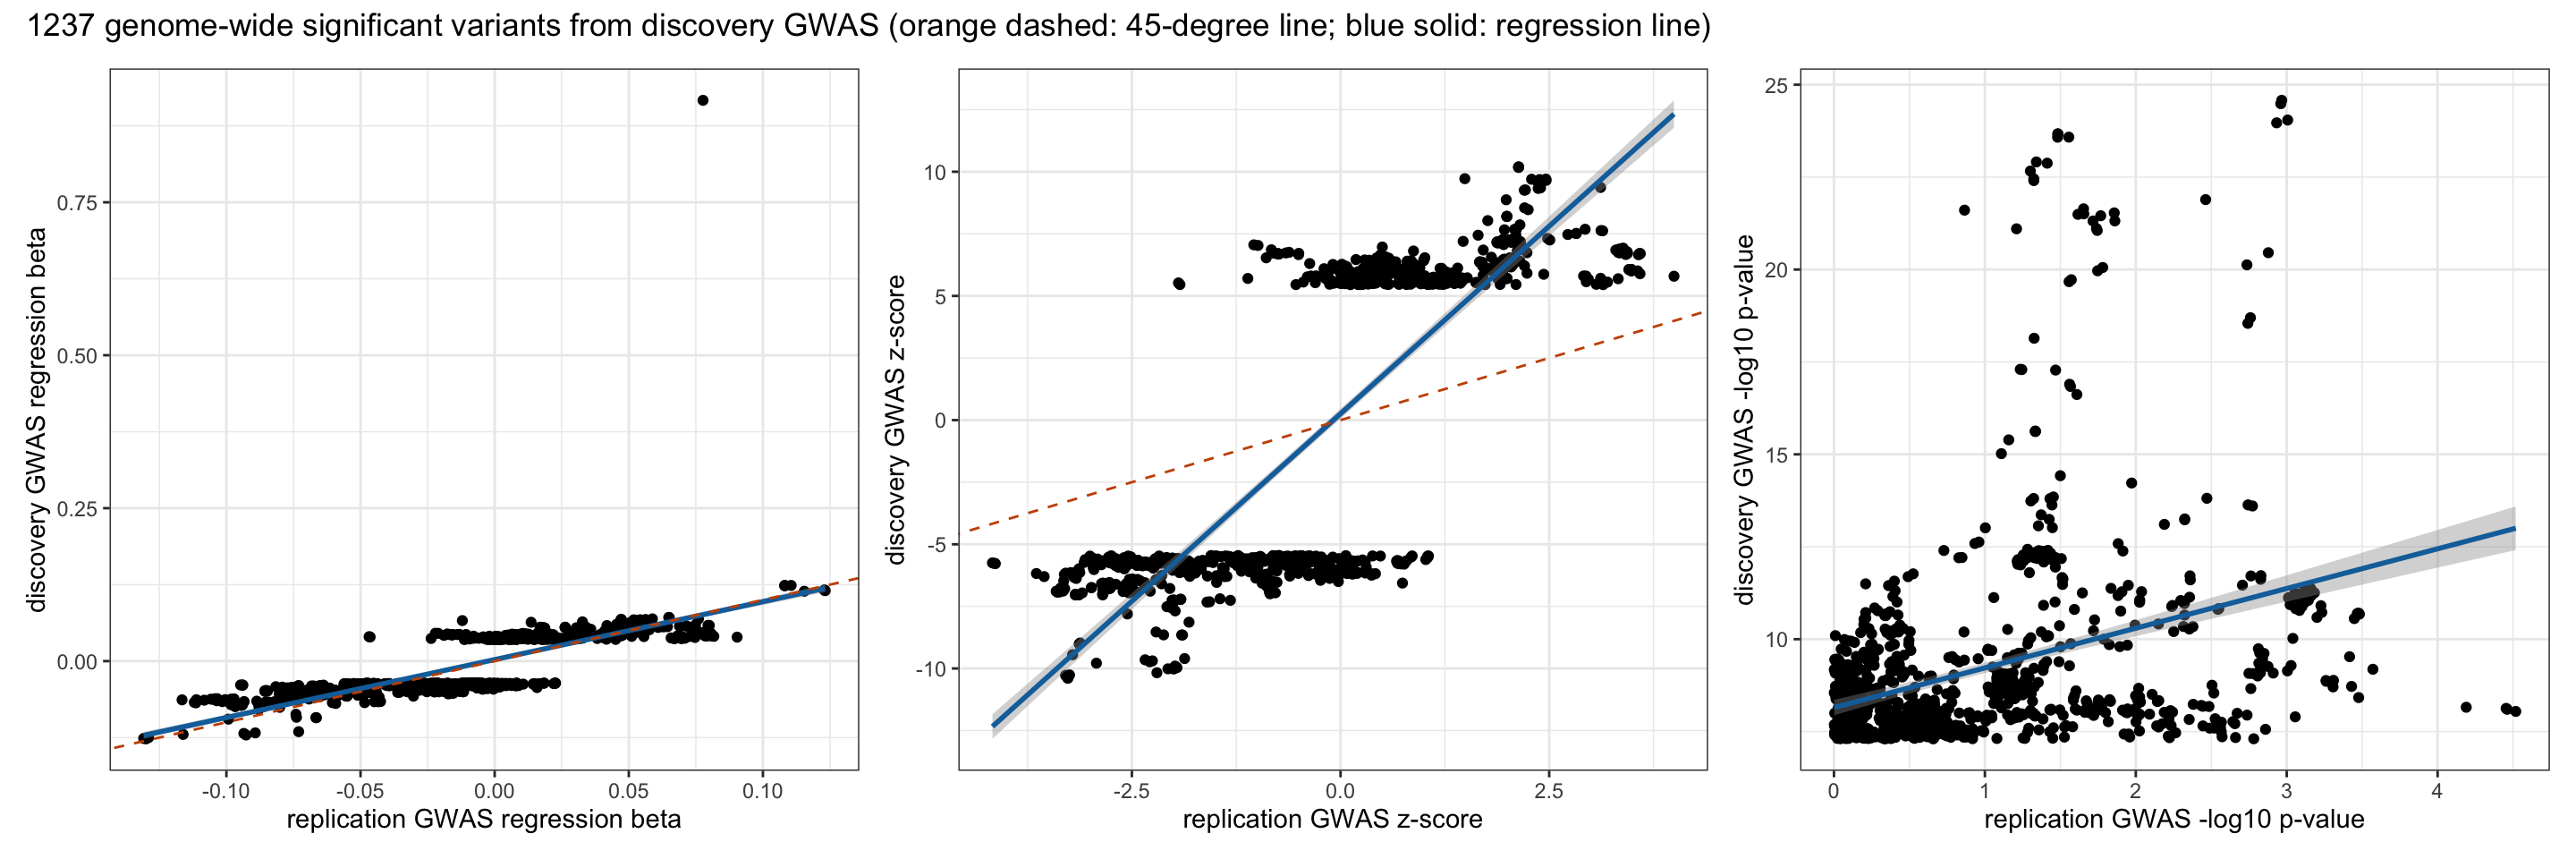 1237 genome-wide significant variants from discovery GWAS (orange dashed: 45-degree line; blue solid: regression line)
discovery GWAS regression beta
0.75
0.50
0.25
0.00
-0.10 -0.05 0.00 0.05 0.10
replication GWAS regression beta
discovery GWAS z-score
10
5
0
-5
-10
-2.5 0.0 2.5
replication GWAS z-score
discovery GWAS -log10 p-value
25
20
15
10
0 1 2 3 4
replication GWAS -log10 p-value